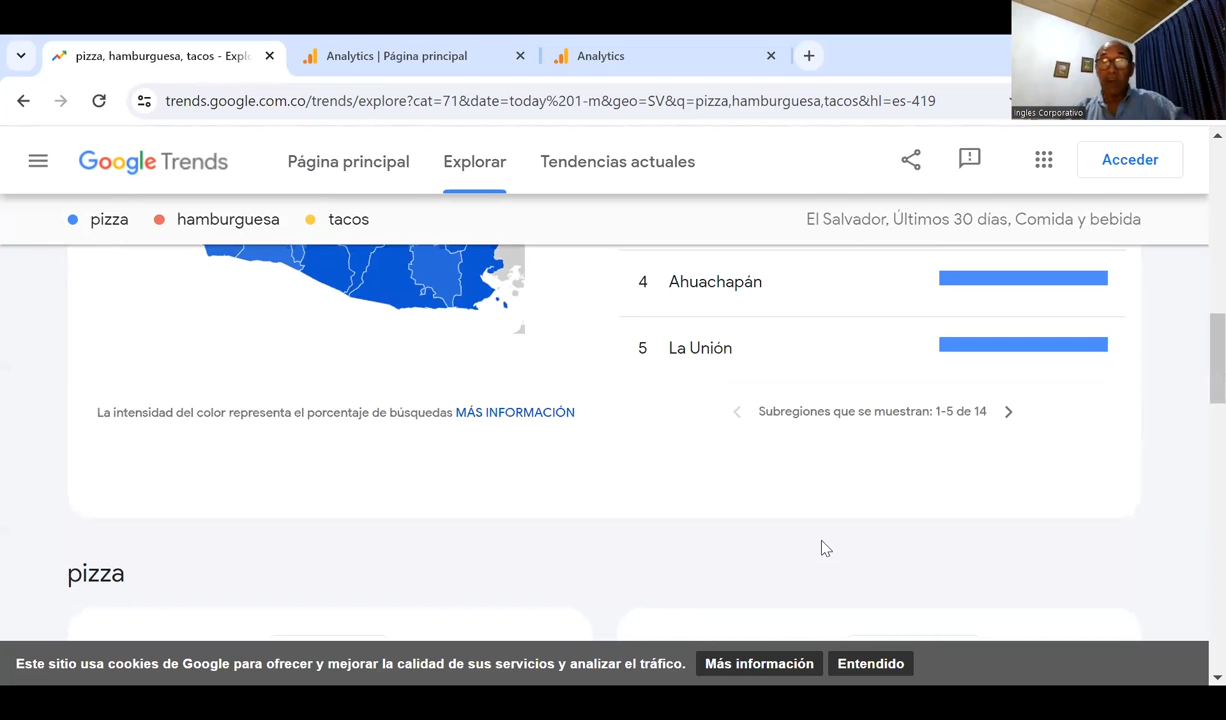 pizza, hamburguesa, tacos - Expl
Analytics | Página principal
Analytics
trends.google.com.co/trends/explore?cat=71&date=today%201-m&geo=SV&q=pizza,hamburguesa,tacos&hl=es-419
Ingles Corporativo
Google Trends
Página principal
Explorar
Tendencias actuales
Acceder
pizza
hamburguesa
tacos
El Salvador, Últimos 30 días, Comida y bebida
4 Ahuachapán
5 La Unión
La intensidad del color representa el porcentaje de búsquedas MÁS INFORMACIÓN
Subregiones que se muestran: 1-5 de 14
pizza
Este sitio usa cookies de Google para ofrecer y mejorar la calidad de sus servicios y analizar el tráfico.
Más información
Entendido